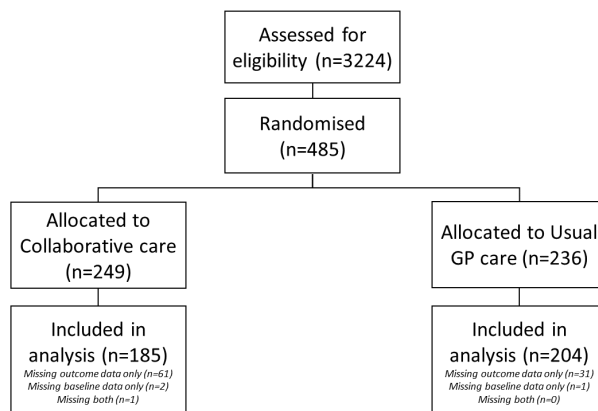 Assessed for
eligibility (n=3224)
Randomised
(n=485)
Allocated to
Collaborative care
(n=249)
Allocated to Usual
GP care (n=236)
Included in
analysis (n=185)
Missing outcome data only (n=61)
Missing baseline data only (n=2)
Missing both (n=1)
Included in
analysis (n=204)
Missing outcome data only (n=31)
Missing baseline data only (n=1)
Missing both (n=0)